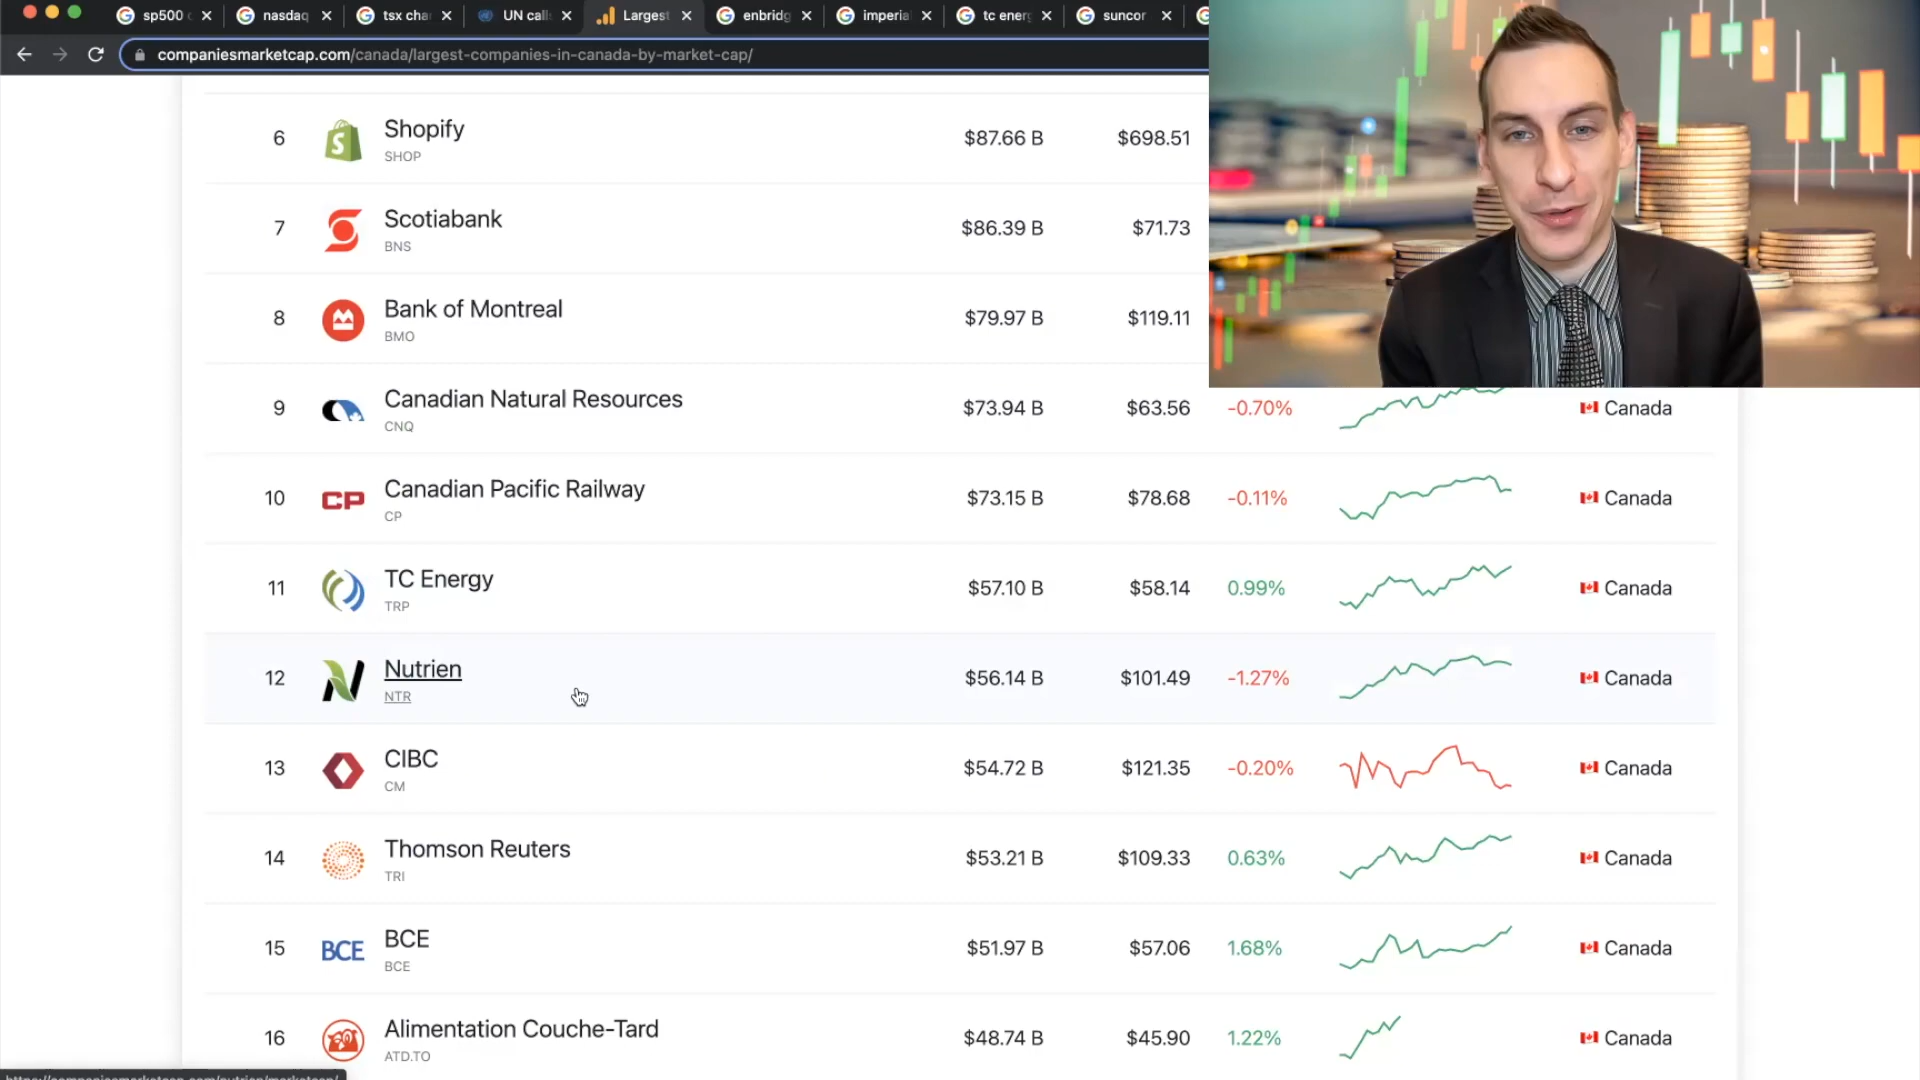 sp500 c
nasdaq
tsx cha
UN call
Largest
enbridg
imperia
tc energ
suncor
companiesmarketcap.com/canada/largest-companies-in-canada-by-market-cap/
6 Shopify $87.66 B $698.51
SHOP
7 Scotiabank $86.39 B $71.73
BNS
8 Bank of Montreal $79.97 B $119.11
BMO
9 Canadian Natural Resources $73.94 B $63.56 -0.70% Canada
CNQ
10 CP Canadian Pacific Railway $73.15 B $78.68 -0.11% Canada
CP
11 TC Energy $57.10 B $58.14 0.99% Canada
TRP
12 Nutrien $56.14 B $101.49 -1.27% Canada
NTR
13 CIBC $54.72 B $121.35 -0.20% Canada
CM
14 Thomson Reuters $53.21 B $109.33 0.63% Canada
TRI
15 BCE BCE $51.97 B $57.06 1.68% Canada
BCE
16 Alimentation Couche-Tard $48.74 B $45.90 1.22% Canada
ATD.TO